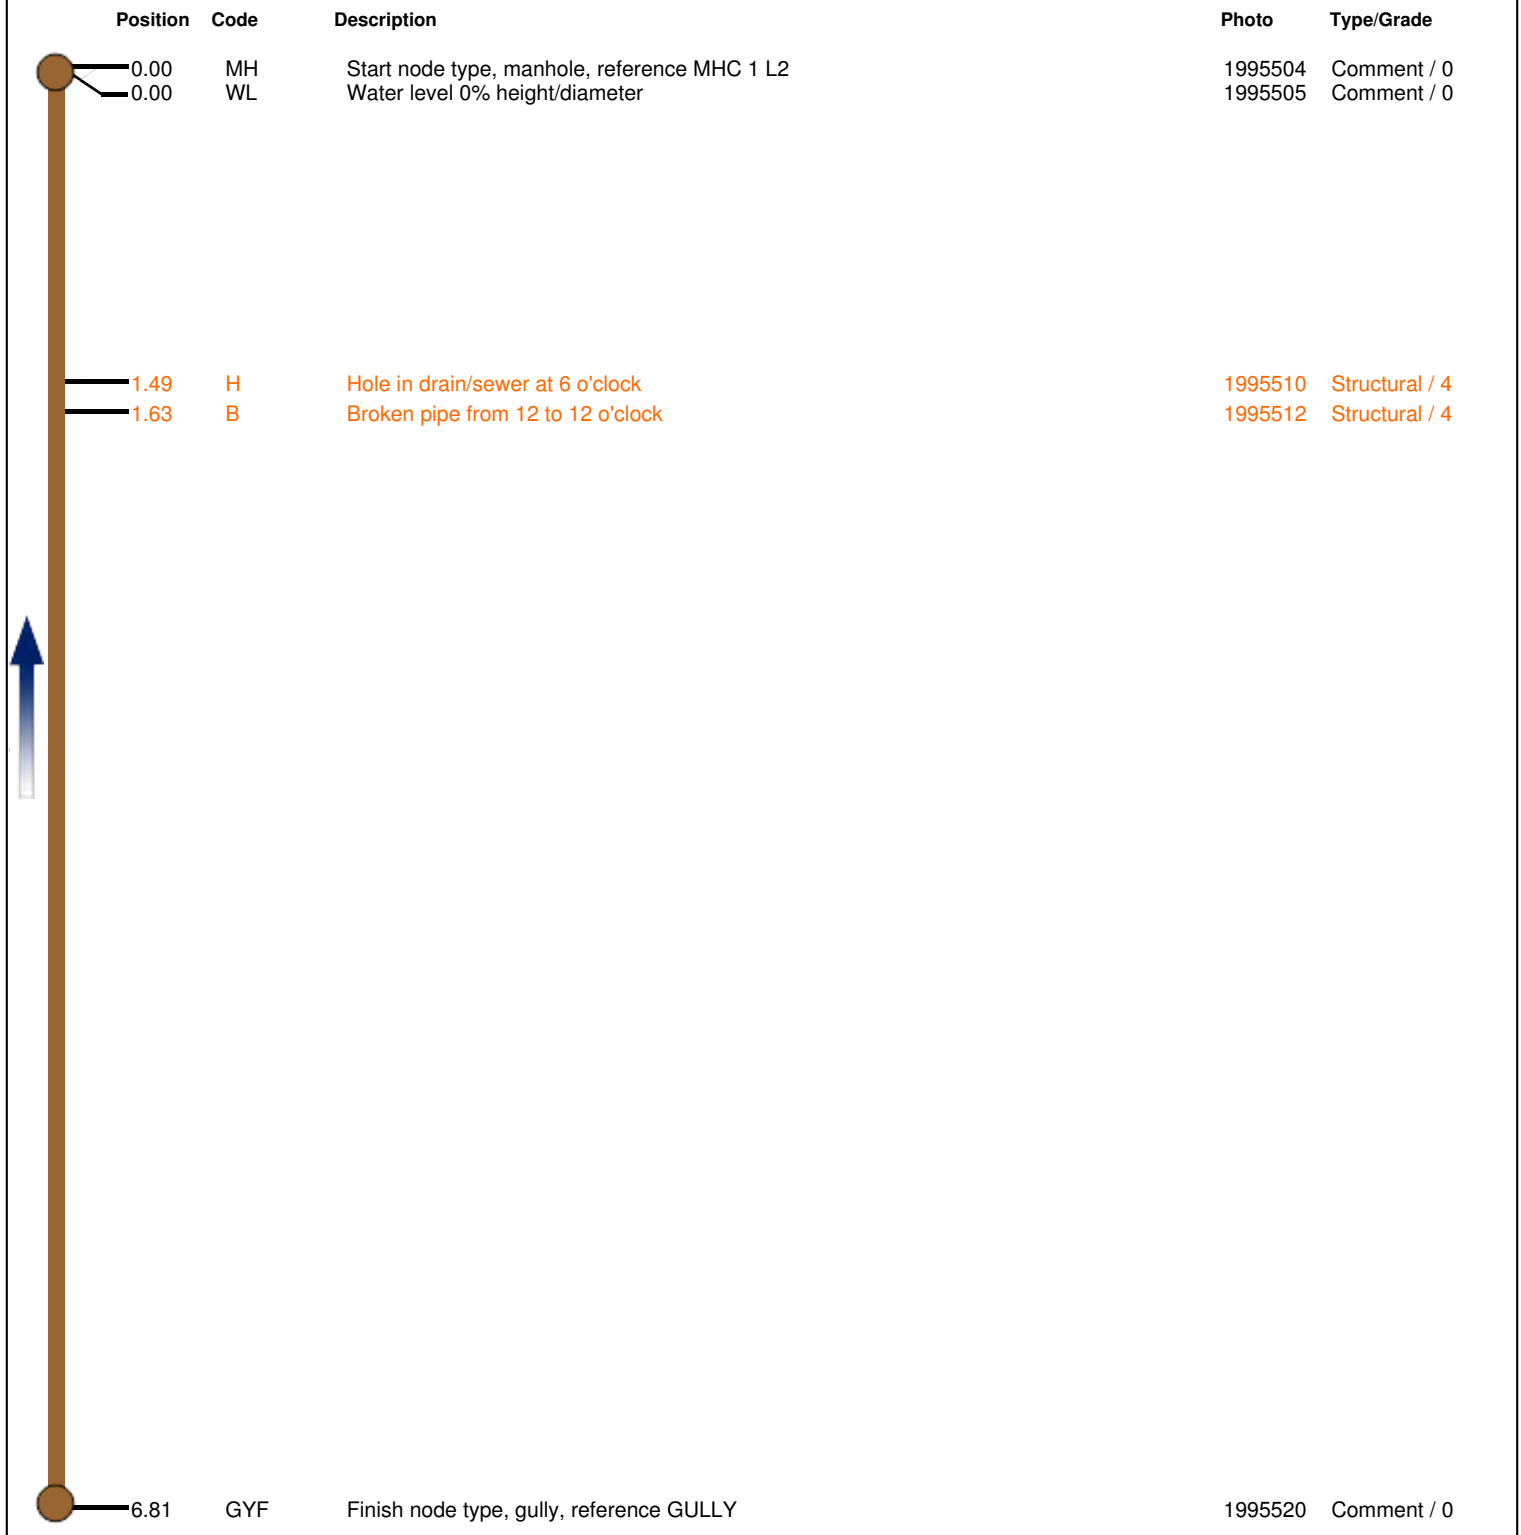 Position Code Description Photo Type/Grade
0.00 MH Start node type, manhole, reference MHC 1 L2 1995504 Comment / 0
0.00 WL Water level 0% height/diameter 1995505 Comment / 0
1.49 H Hole in drain/sewer at 6 o'clock 1995510 Structural / 4
1.63 B Broken pipe from 12 to 12 o'clock 1995512 Structural / 4
6.81 GYF Finish node type, gully, reference GULLY 1995520 Comment / 0